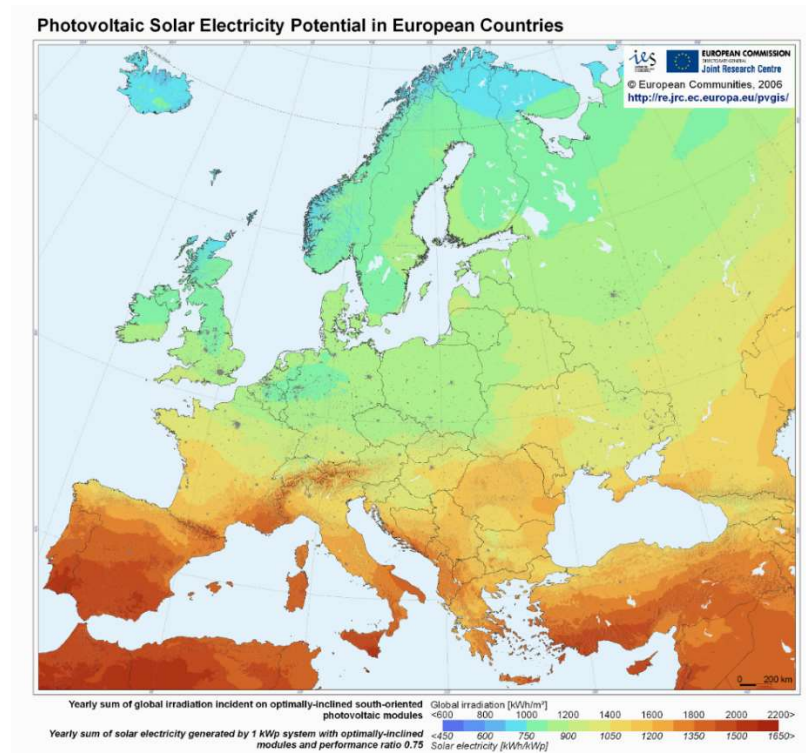 Photovoltaic Solar Electricity Potential in European Countries
ies
EUROPEAN COMMISSION
DIRECTORATE-GENERAL
Joint Research Centre
© European Communities, 2006
http://re.jrc.ec.europa.eu/pvgis/
0 200 km
Yearly sum of global irradiation incident on optimally-inclined south-oriented
photovoltaic modules
Yearly sum of solar electricity generated by 1 kWp system with optimally-inclined
modules and performance ratio 0.75
Global irradiation [kWh/m²]
<600 800 1000 1200 1400 1600 1800 2000 2200>
<450 600 750 900 1050 1200 1350 1500 1650>
Solar electricity [kWh/kWp]